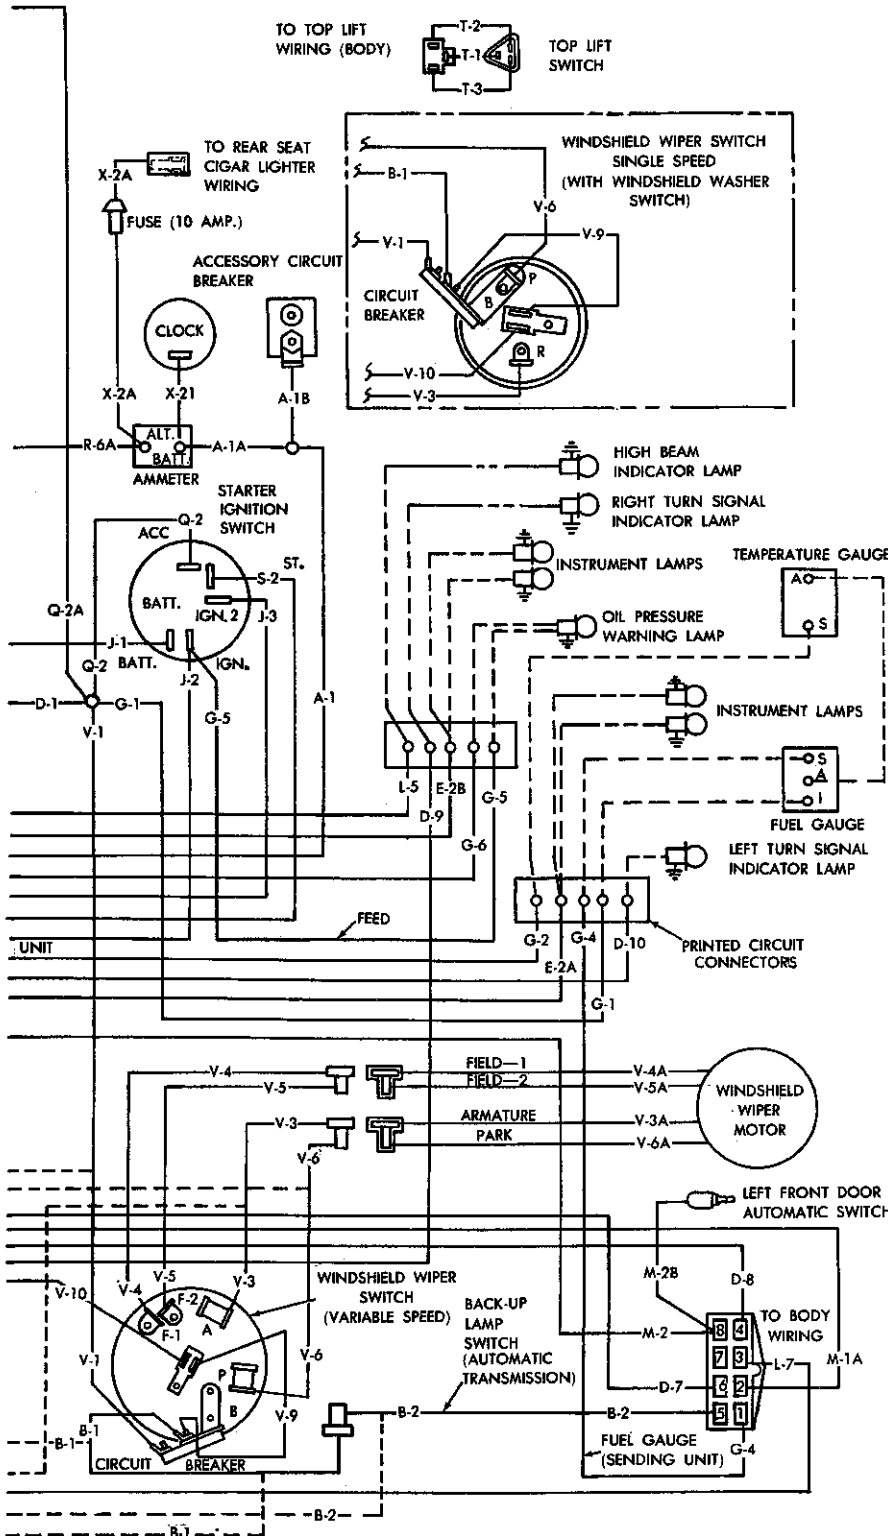 TO TOP LIFT
WIRING (BODY)
T-2
T-1
T-3
TOP LIFT
SWITCH
TO REAR SEAT
CIGAR LIGHTER
WIRING
X-2A
FUSE (10 AMP.)
WINDSHIELD WIPER SWITCH
SINGLE SPEED
(WITH WINDSHIELD WASHER
SWITCH)
B-1
V-6
V-9
V-1
P
B
R
CIRCUIT
BREAKER
V-10
V-3
ACCESSORY CIRCUIT
BREAKER
CLOCK
X-2A
X-21
A-1B
R-6A
ALT.
BATT.
A-1A
AMMETER
HIGH BEAM
INDICATOR LAMP
RIGHT TURN SIGNAL
INDICATOR LAMP
INSTRUMENT LAMPS
OIL PRESSURE
WARNING LAMP
STARTER
IGNITION
SWITCH
Q-2
ACC
ST.
S-2
BATT.
IGN. 2
J-3
J-1
BATT.
IGN.
J-2
G-5
Q-2A
Q-2
D-1
G-1
V-1
A-1
TEMPERATURE GAUGE
A
S
INSTRUMENT LAMPS
S
A
I
FUEL GAUGE
L-5
E-2B
G-5
D-9
G-6
LEFT TURN SIGNAL
INDICATOR LAMP
FEED
UNIT
G-2
G-4
D-10
E-2A
G-1
PRINTED CIRCUIT
CONNECTORS
V-4
V-5
FIELD—1
FIELD—2
V-4A
V-5A
V-3
V-6
ARMATURE
PARK
V-3A
V-6A
WINDSHIELD
WIPER
MOTOR
LEFT FRONT DOOR
AUTOMATIC SWITCH
M-2B
D-8
V-10
V-4
V-5
V-3
F-2
F-1
A
P
B
WINDSHIELD WIPER
SWITCH
(VARIABLE SPEED)
V-6
V-1
V-9
B-1
B-1
CIRCUIT BREAKER
BACK-UP
LAMP
SWITCH
(AUTOMATIC
TRANSMISSION)
B-2
B-2
TO BODY
WIRING
M-2
8 4
7 3
6 2
5 1
L-7
M-1A
D-7
G-4
FUEL GAUGE
(SENDING UNIT)
B-2
B-1